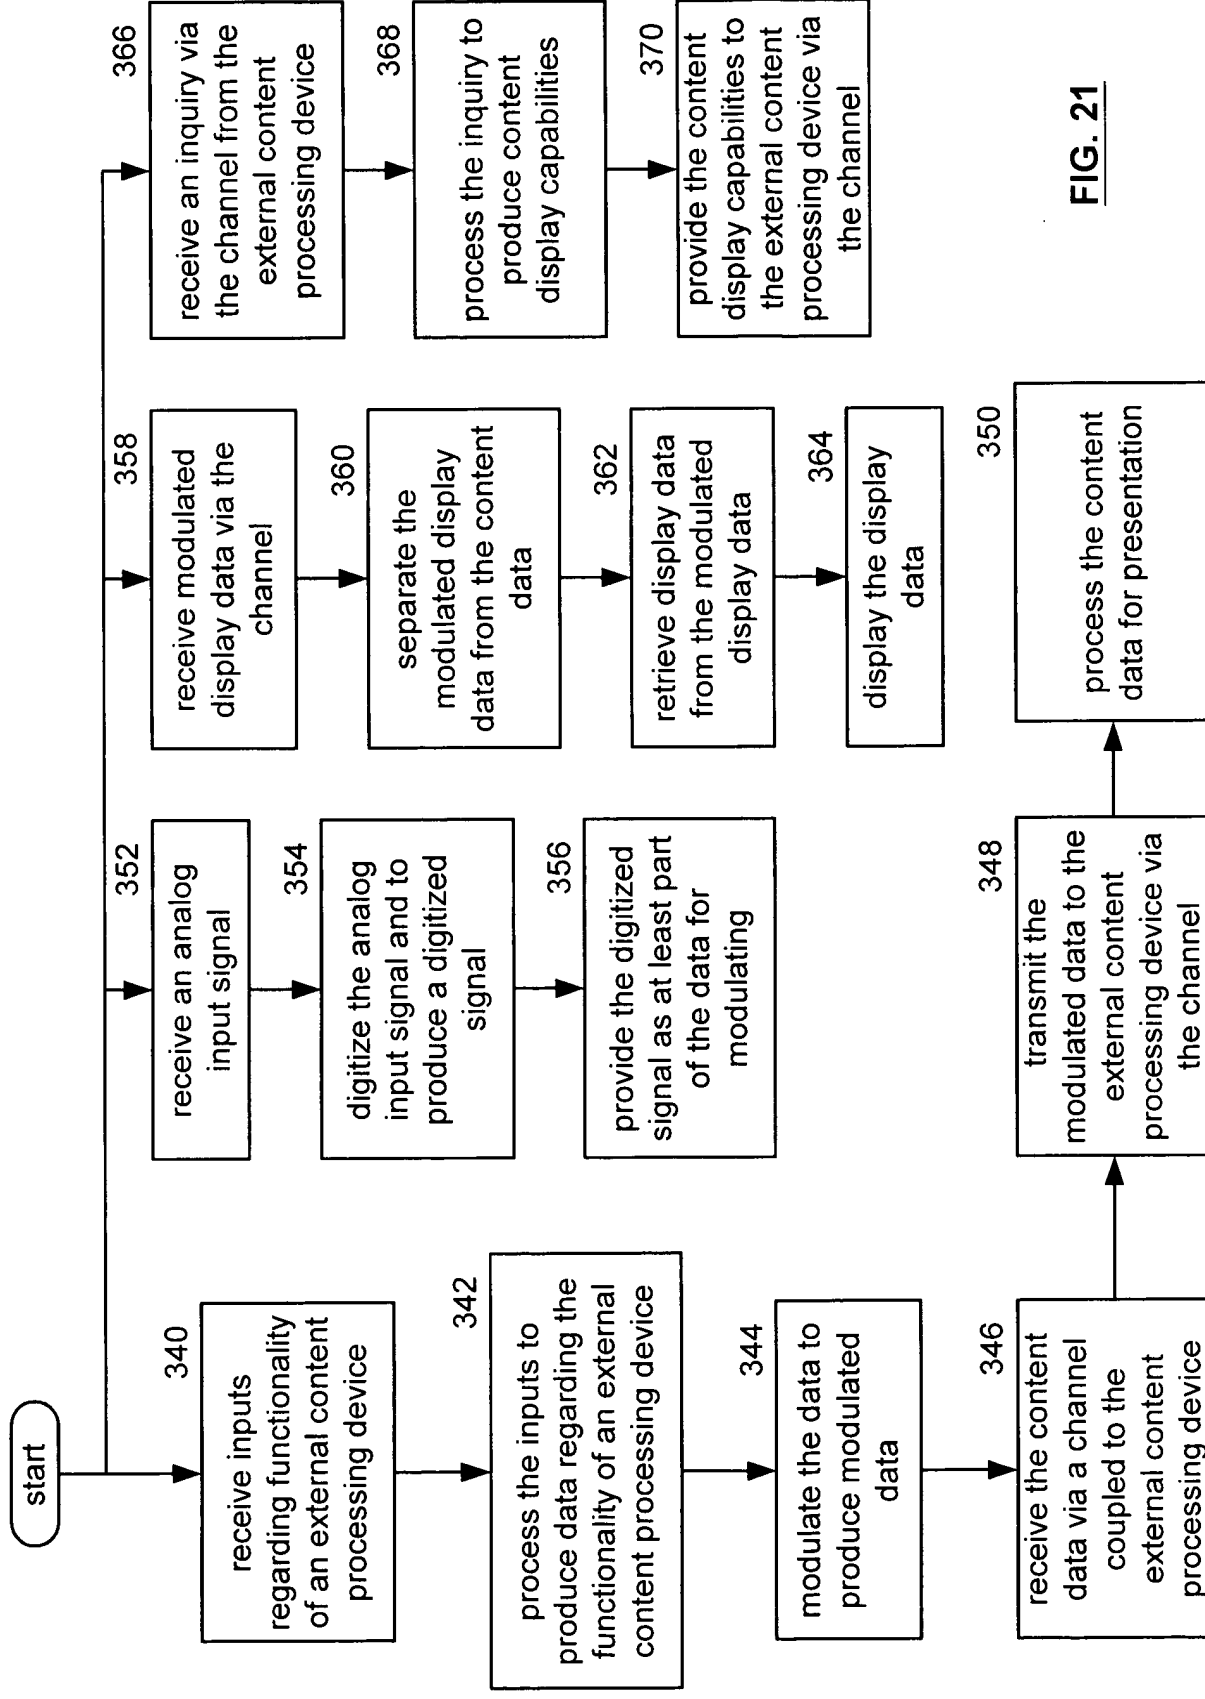 start
340
receive inputs
regarding functionality
of an external content
processing device
342
process the inputs to
produce data regarding the
functionality of an external
content processing device
344
modulate the data to
produce modulated
data
346
receive the content
data via a channel
coupled to the
external content
processing device
348
transmit the
modulated data to the
external content
processing device via
the channel
350
process the content
data for presentation
352
receive an analog
input signal
354
digitize the analog
input signal and to
produce a digitized
signal
356
provide the digitized
signal as at least part
of the data for
modulating
358
receive modulated
display data via the
channel
360
separate the
modulated display
data from the content
data
362
retrieve display data
from the modulated
display data
364
display the display
data
366
receive an inquiry via
the channel from the
external content
processing device
368
process the inquiry to
produce content
display capabilities
370
provide the content
display capabilities to
the external content
processing device via
the channel
FIG. 21